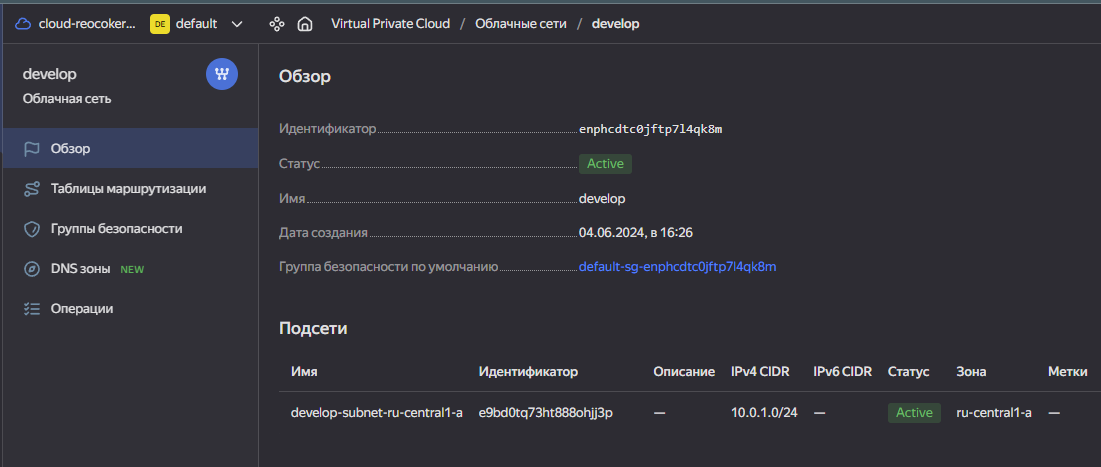 cloud-reocoker... DE default Virtual Private Cloud / Облачные сети / develop
develop
Облачная сеть
Обзор
Таблицы маршрутизации
Группы безопасности
DNS зоны NEW
Операции
Обзор
Идентификатор enphcdtc0jftp7l4qk8m
Статус Active
Имя develop
Дата создания 04.06.2024, в 16:26
Группа безопасности по умолчанию default-sg-enphcdtc0jftp7l4qk8m
Подсети
Имя Идентификатор Описание IPv4 CIDR IPv6 CIDR Статус Зона Метки
develop-subnet-ru-central1-a e9bd0tq73ht888ohjj3p — 10.0.1.0/24 — Active ru-central1-a —